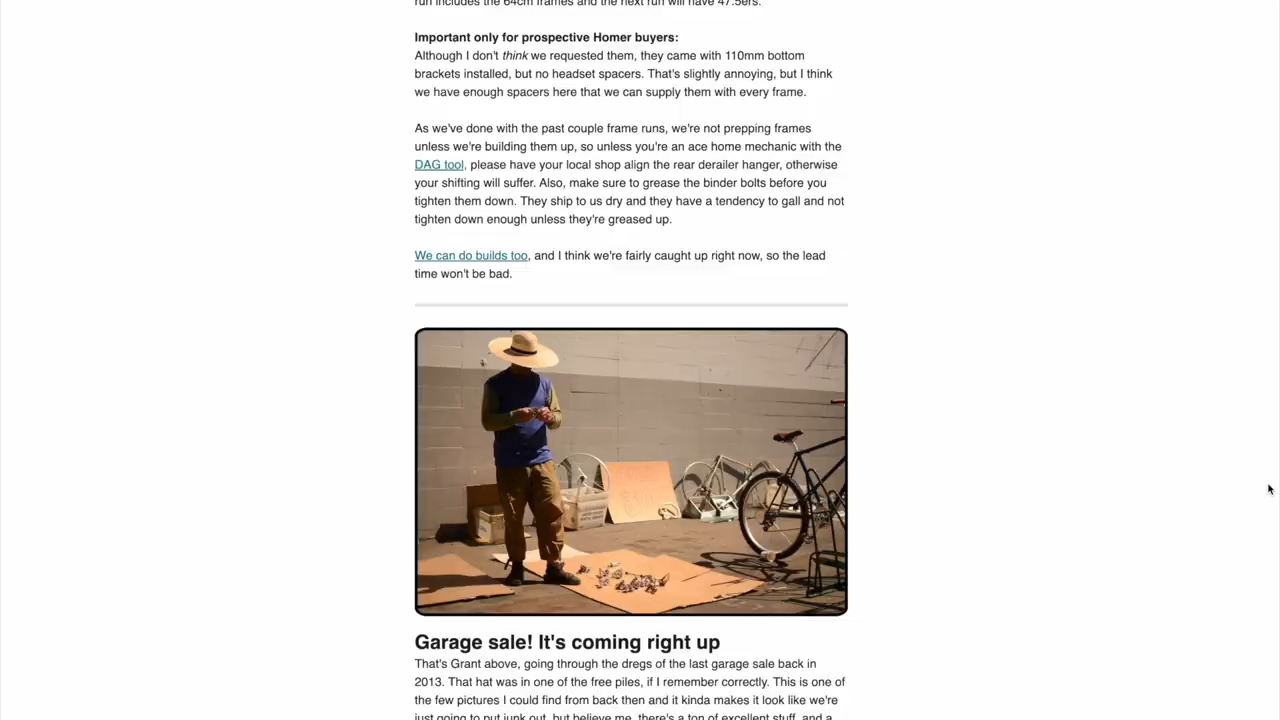 run includes the 64cm frames and the next run will have 47.5ers.
Important only for prospective Homer buyers:
Although I don't think we requested them, they came with 110mm bottom
brackets installed, but no headset spacers. That's slightly annoying, but I think
we have enough spacers here that we can supply them with every frame.
As we've done with the past couple frame runs, we're not prepping frames
unless we're building them up, so unless you're an ace home mechanic with the
DAG tool, please have your local shop align the rear derailer hanger, otherwise
your shifting will suffer. Also, make sure to grease the binder bolts before you
tighten them down. They ship to us dry and they have a tendency to gall and not
tighten down enough unless they're greased up.
We can do builds too, and I think we're fairly caught up right now, so the lead
time won't be bad.
Garage sale! It's coming right up
That's Grant above, going through the dregs of the last garage sale back in
2013. That hat was in one of the free piles, if I remember correctly. This is one of
the few pictures I could find from back then and it kinda makes it look like we're
just going to put junk out, but believe me, there's a ton of excellent stuff, and a